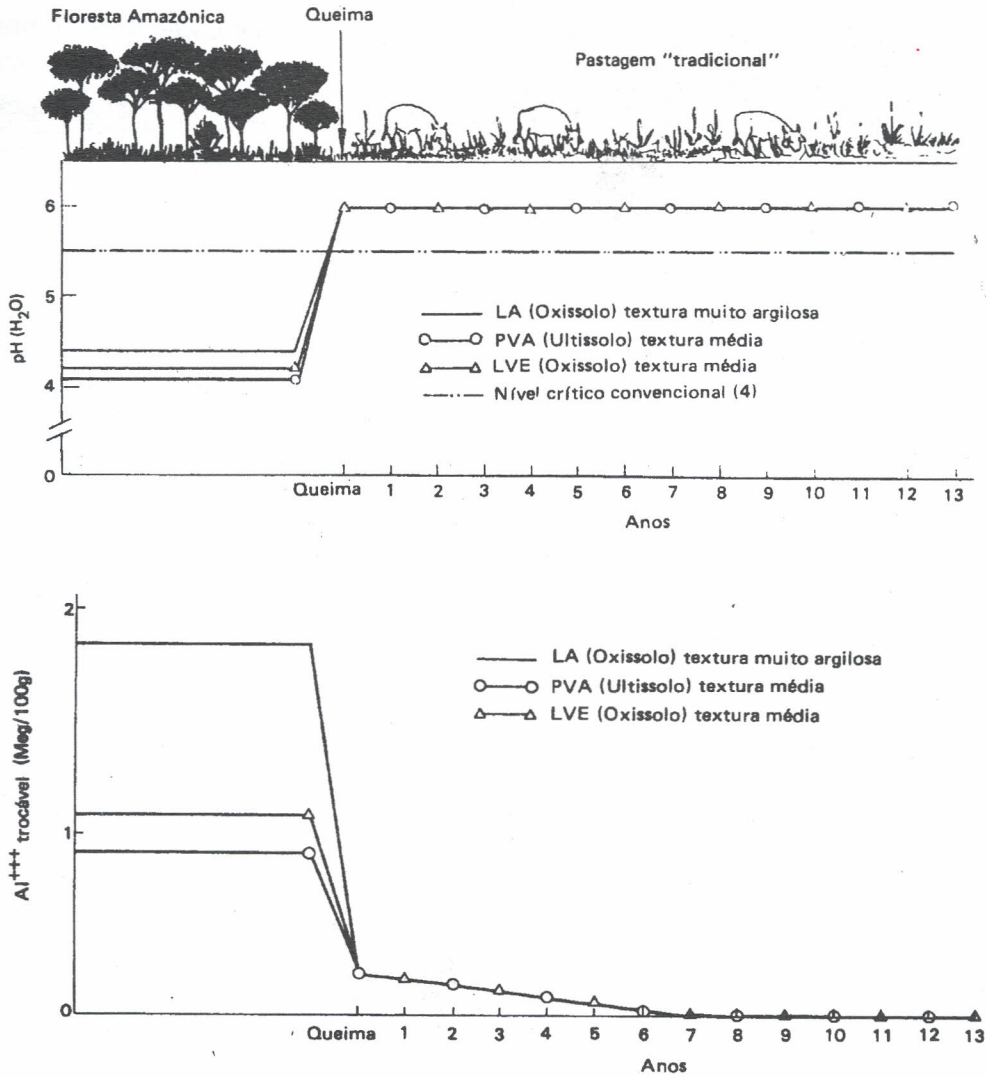 Floresta Amazônica
Queima
Pastagem "tradicional"
pH (H₂O)
6
5
4
0
LA (Oxissolo) textura muito argilosa
PVA (Ultissolo) textura média
LVE (Oxissolo) textura média
Nível crítico convencional (4)
Queima 1 2 3 4 5 6 7 8 9 10 11 12 13
Anos
Al+++ trocável (Meg/100g)
2
1
0
LA (Oxissolo) textura muito argilosa
PVA (Ultissolo) textura média
LVE (Oxissolo) textura média
Queima 1 2 3 4 5 6 7 8 9 10 11 12 13
Anos